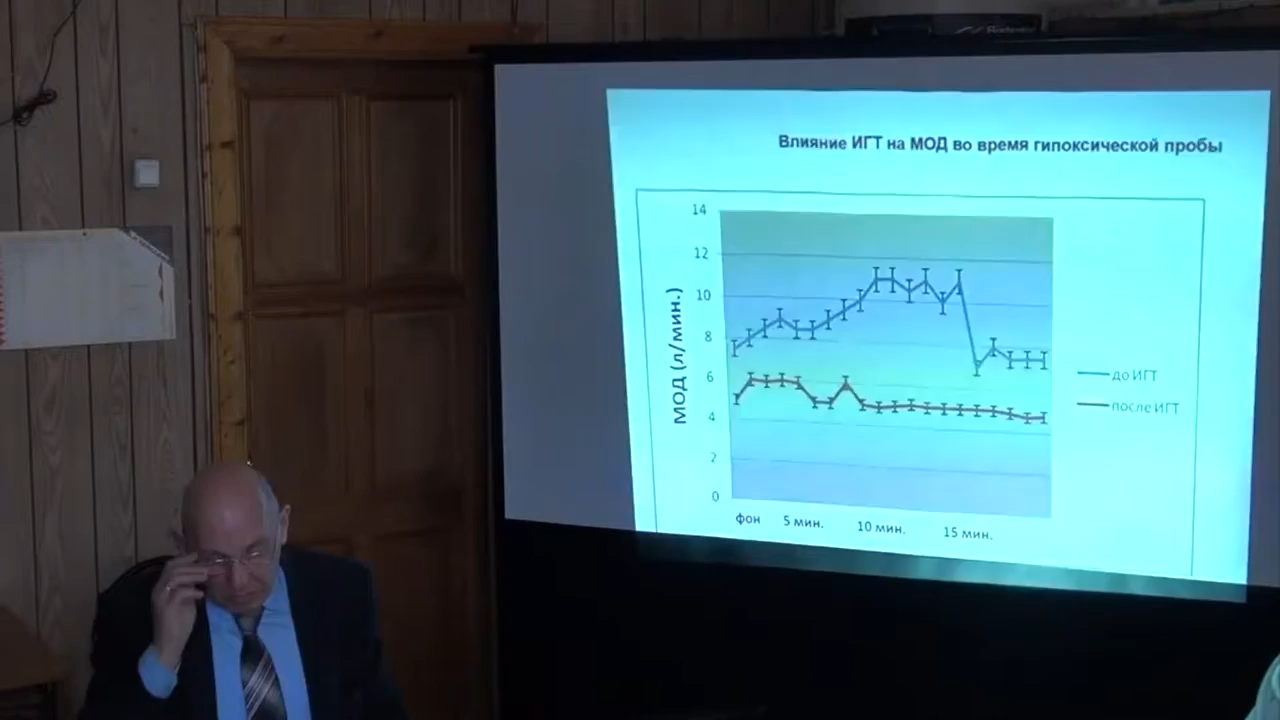 Влияние ИГТ на МОД во время гипоксической пробы
14
12
10
8
6
4
2
0
МОД (л/мин.)
фон 5 мин. 10 мин. 15 мин.
до ИГТ
после ИГТ